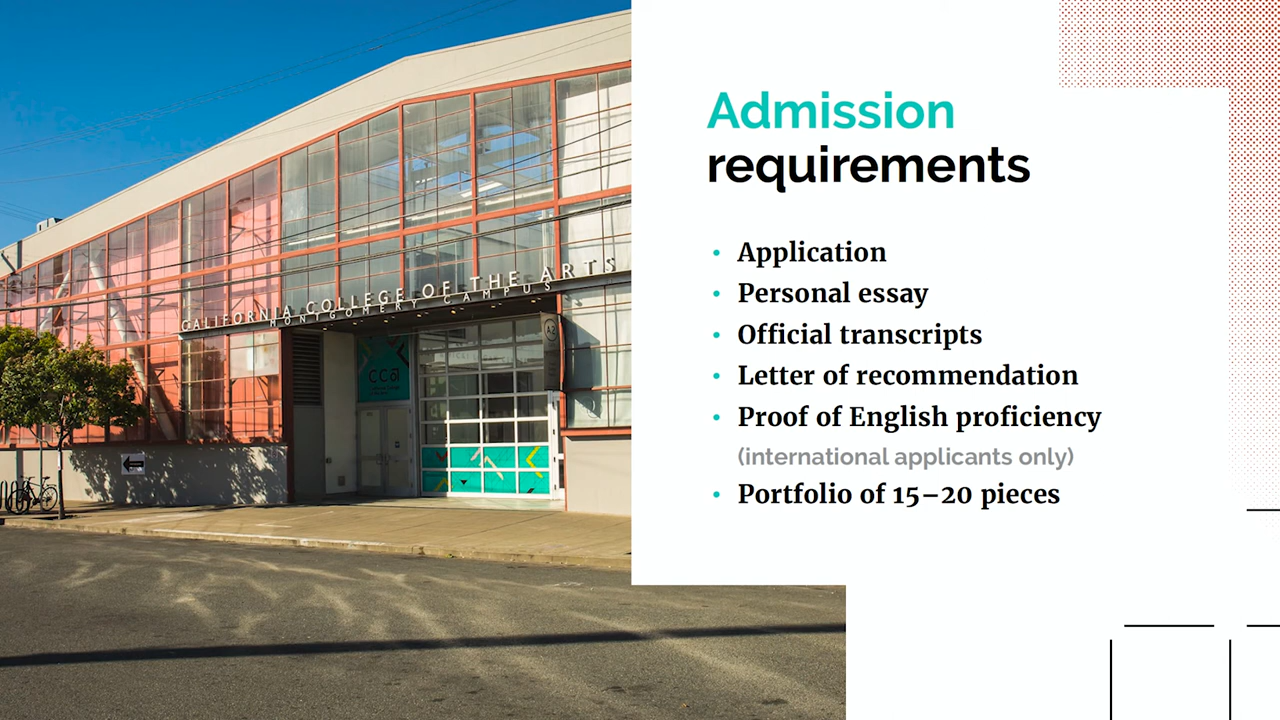 Admission
requirements
• Application
• Personal essay
• Official transcripts
• Letter of recommendation
• Proof of English proficiency
(international applicants only)
• Portfolio of 15–20 pieces
CALIFORNIA COLLEGE OF THE ARTS
MONTGOMERY CAMPUS
CCA